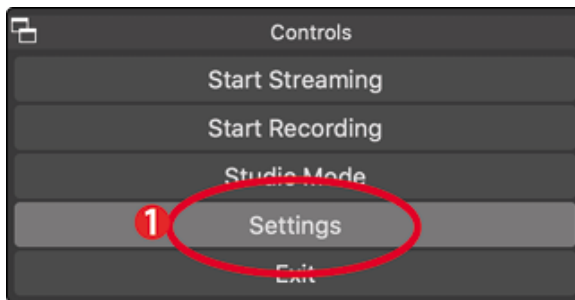 Controls
Start Streaming
Start Recording
Studio Mode
1 Settings
Exit